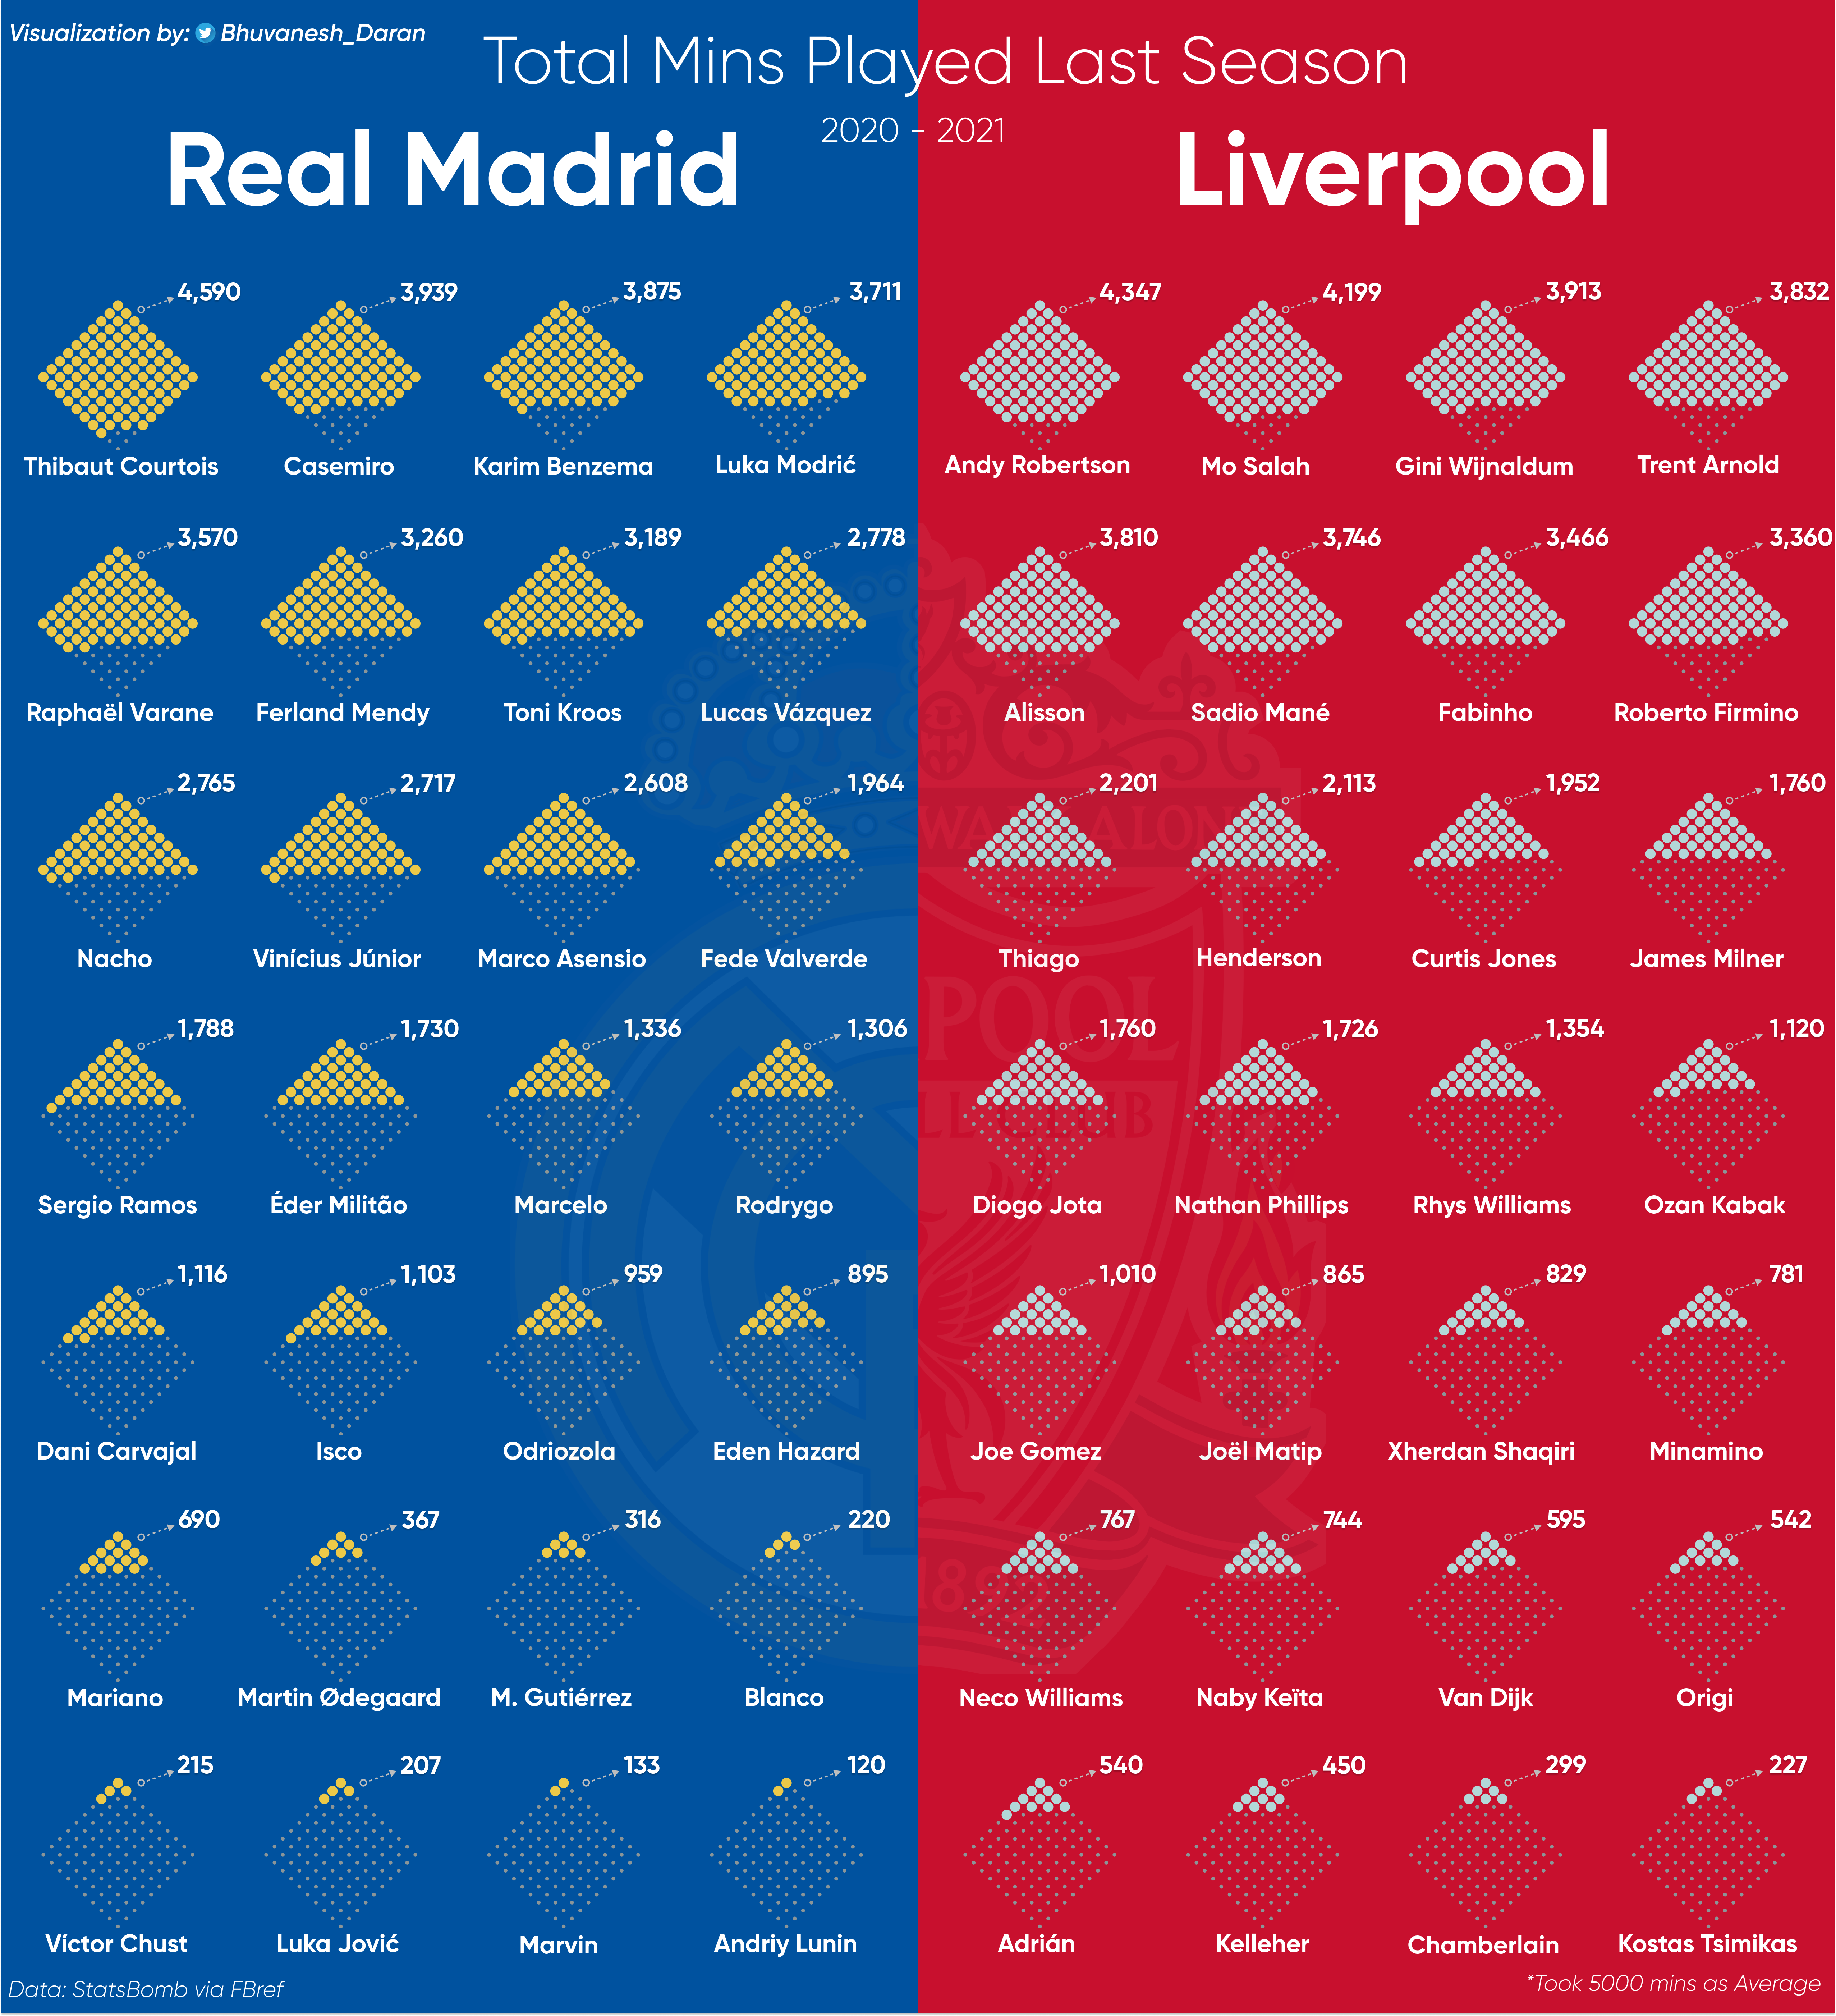 Visualization by: Bhuvanesh_Daran
Total Mins Played Last Season
2020 - 2021
Real Madrid
Liverpool
4,590 3,939 3,875 3,711
Thibaut Courtois Casemiro Karim Benzema Luka Modrić
3,570 3,260 3,189 2,778
Raphaël Varane Ferland Mendy Toni Kroos Lucas Vázquez
2,765 2,717 2,608 1,964
Nacho Vinícius Júnior Marco Asensio Fede Valverde
1,788 1,730 1,336 1,306
Sergio Ramos Éder Militão Marcelo Rodrygo
1,116 1,103 959 895
Dani Carvajal Isco Odriozola Eden Hazard
690 367 316 220
Mariano Martin Ødegaard M. Gutiérrez Blanco
215 207 133 120
Víctor Chust Luka Jović Marvin Andriy Lunin
Data: StatsBomb via FBref
4,347 4,199 3,913 3,832
Andy Robertson Mo Salah Gini Wijnaldum Trent Arnold
3,810 3,746 3,466 3,360
Alisson Sadio Mané Fabinho Roberto Firmino
2,201 2,113 1,952 1,760
Thiago Henderson Curtis Jones James Milner
1,760 1,726 1,354 1,120
Diogo Jota Nathan Phillips Rhys Williams Ozan Kabak
1,010 865 829 781
Joe Gomez Joël Matip Xherdan Shaqiri Minamino
767 744 595 542
Neco Williams Naby Keïta Van Dijk Origi
540 450 299 227
Adrián Kelleher Chamberlain Kostas Tsimikas
*Took 5000 mins as Average
POOL
CLUB